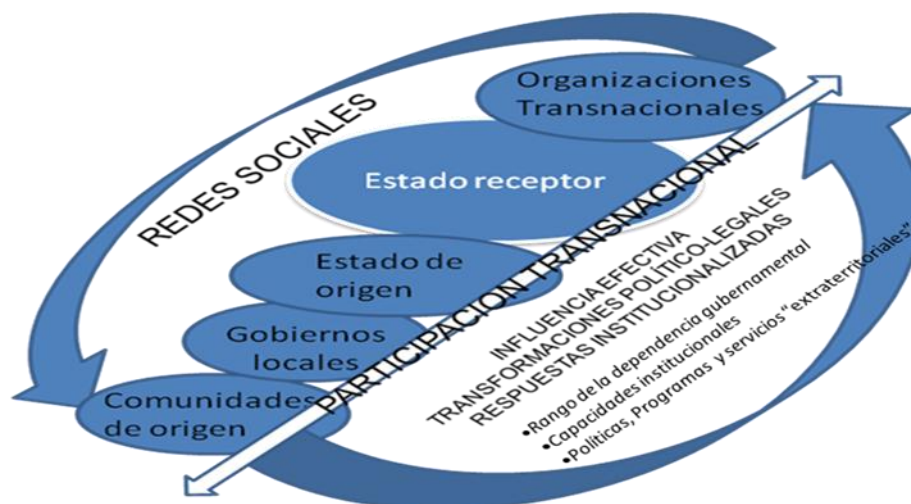 Organizaciones
Transnacionales
REDES SOCIALES
Estado receptor
Estado de
origen
Gobiernos
locales
Comunidades
de origen
PARTICIPACION TRANSNACIONAL
INFLUENCIA EFECTIVA
TRANSFORMACIONES POLÍTICO-LEGALES
RESPUESTAS INSTITUCIONALIZADAS
•Rango de la dependencia gubernamental
•Capacidades institucionales
•Políticas, Programas y servicios“ extraterritoriales“